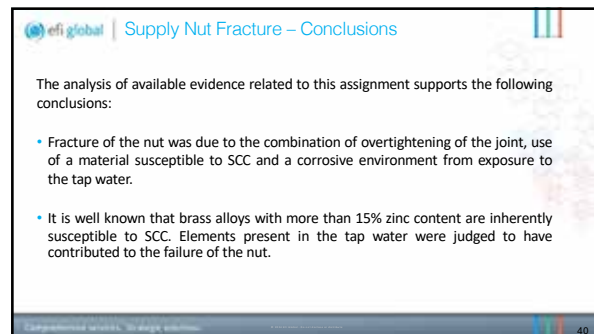 efi global | Supply Nut Fracture – Conclusions
The analysis of available evidence related to this assignment supports the following
conclusions:
• Fracture of the nut was due to the combination of overtightening of the joint, use
of a material susceptible to SCC and a corrosive environment from exposure to
the tap water.
• It is well known that brass alloys with more than 15% zinc content are inherently
susceptible to SCC. Elements present in the tap water were judged to have
contributed to the failure of the nut.
Comprehensive services. Strategic solutions.
40